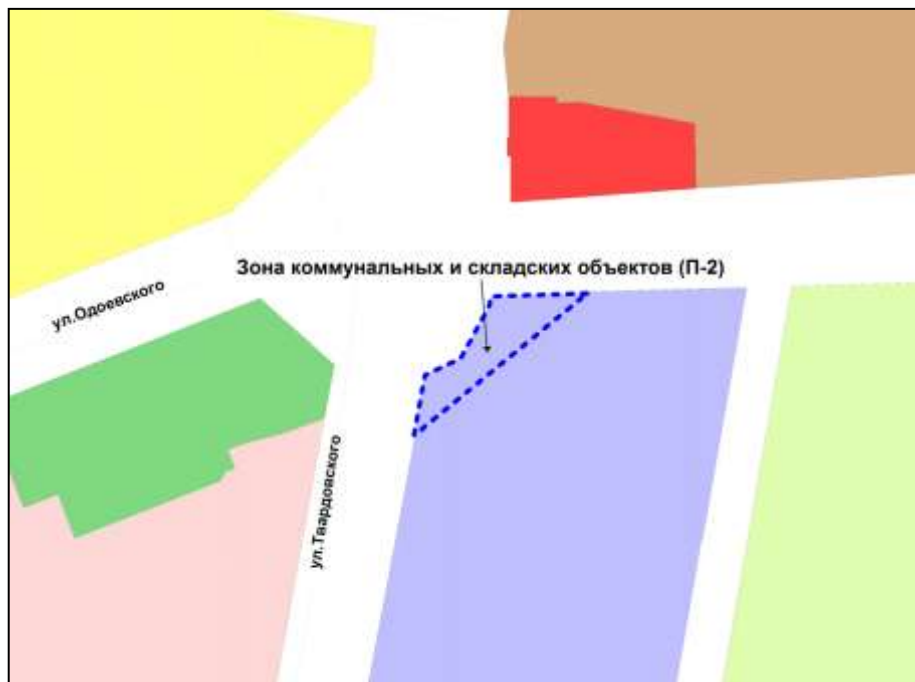 Зона коммунальных и складских объектов (П-2)
ул.Одоевского
ул.Твардовского